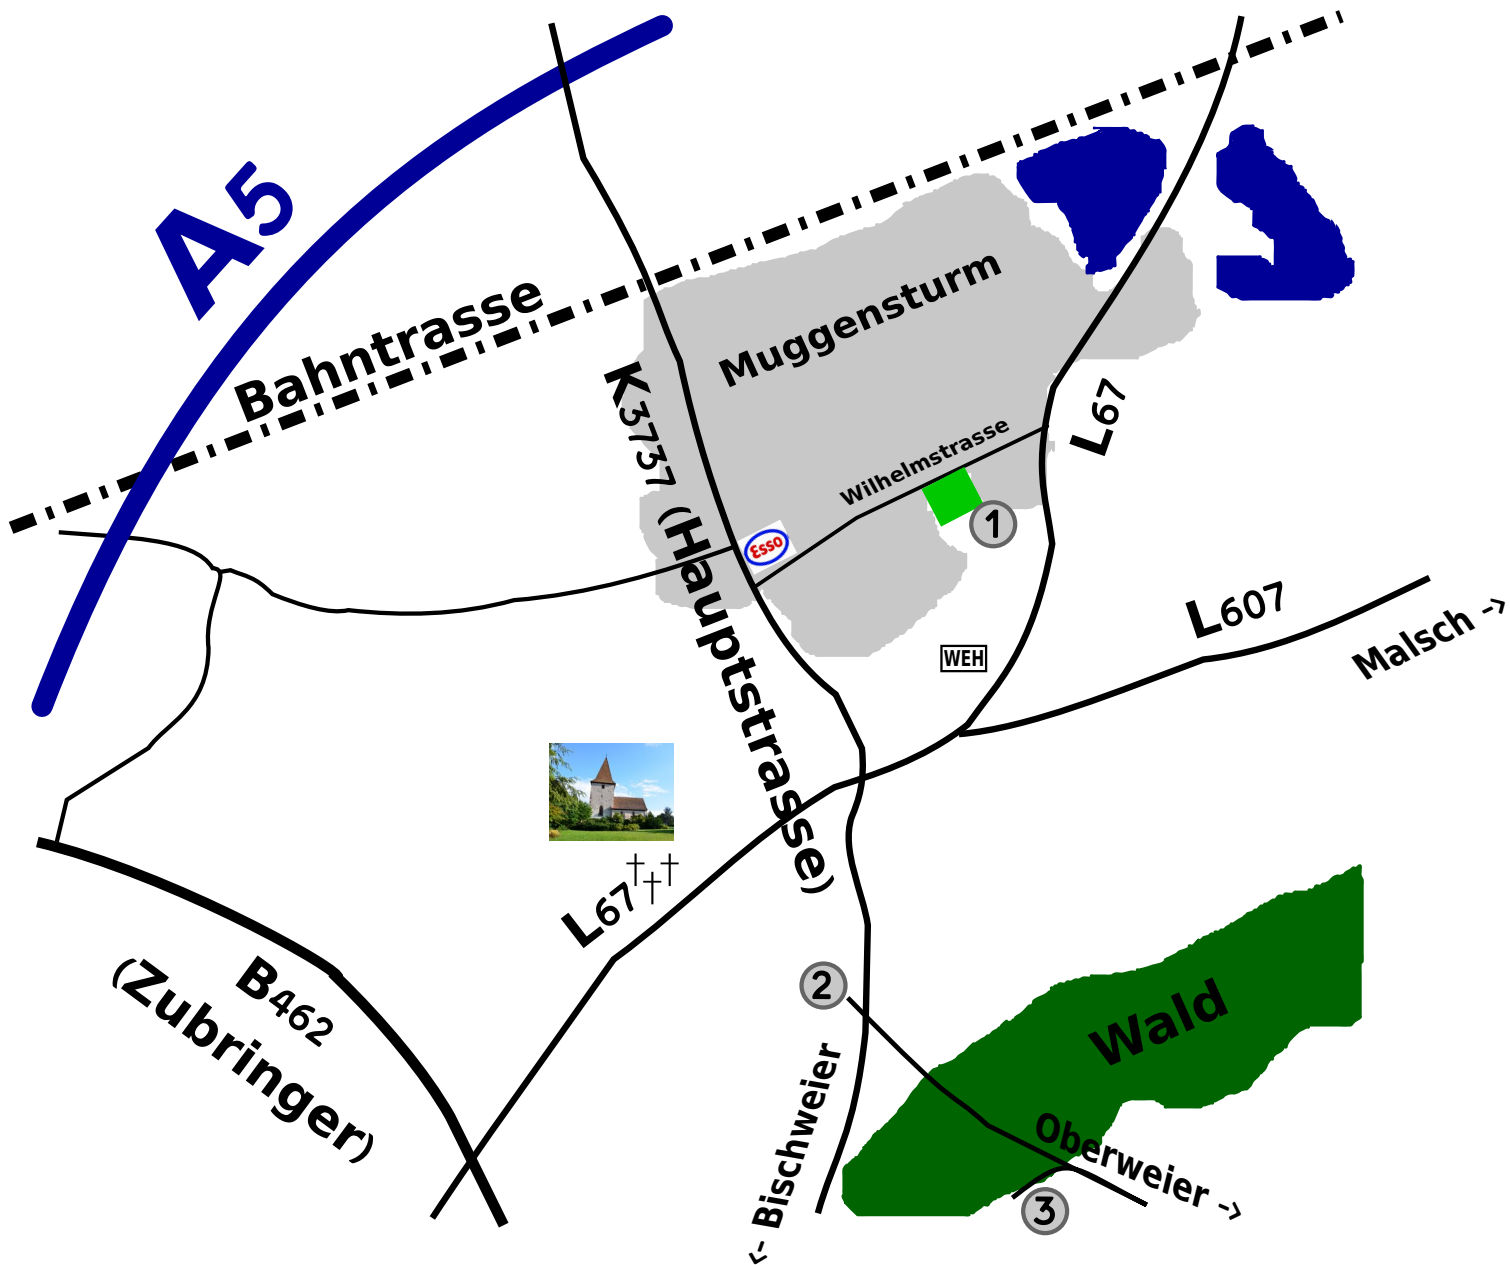 A5
Bahntrasse
Muggensturm
K3737 (Hauptstrasse)
L67
Wilhelmstrasse
1
Esso
L607
Malsch ->
WEH
L67
†††
B462
(Zubringer)
2
Wald
<- Bischweier
Oberweier ->
3